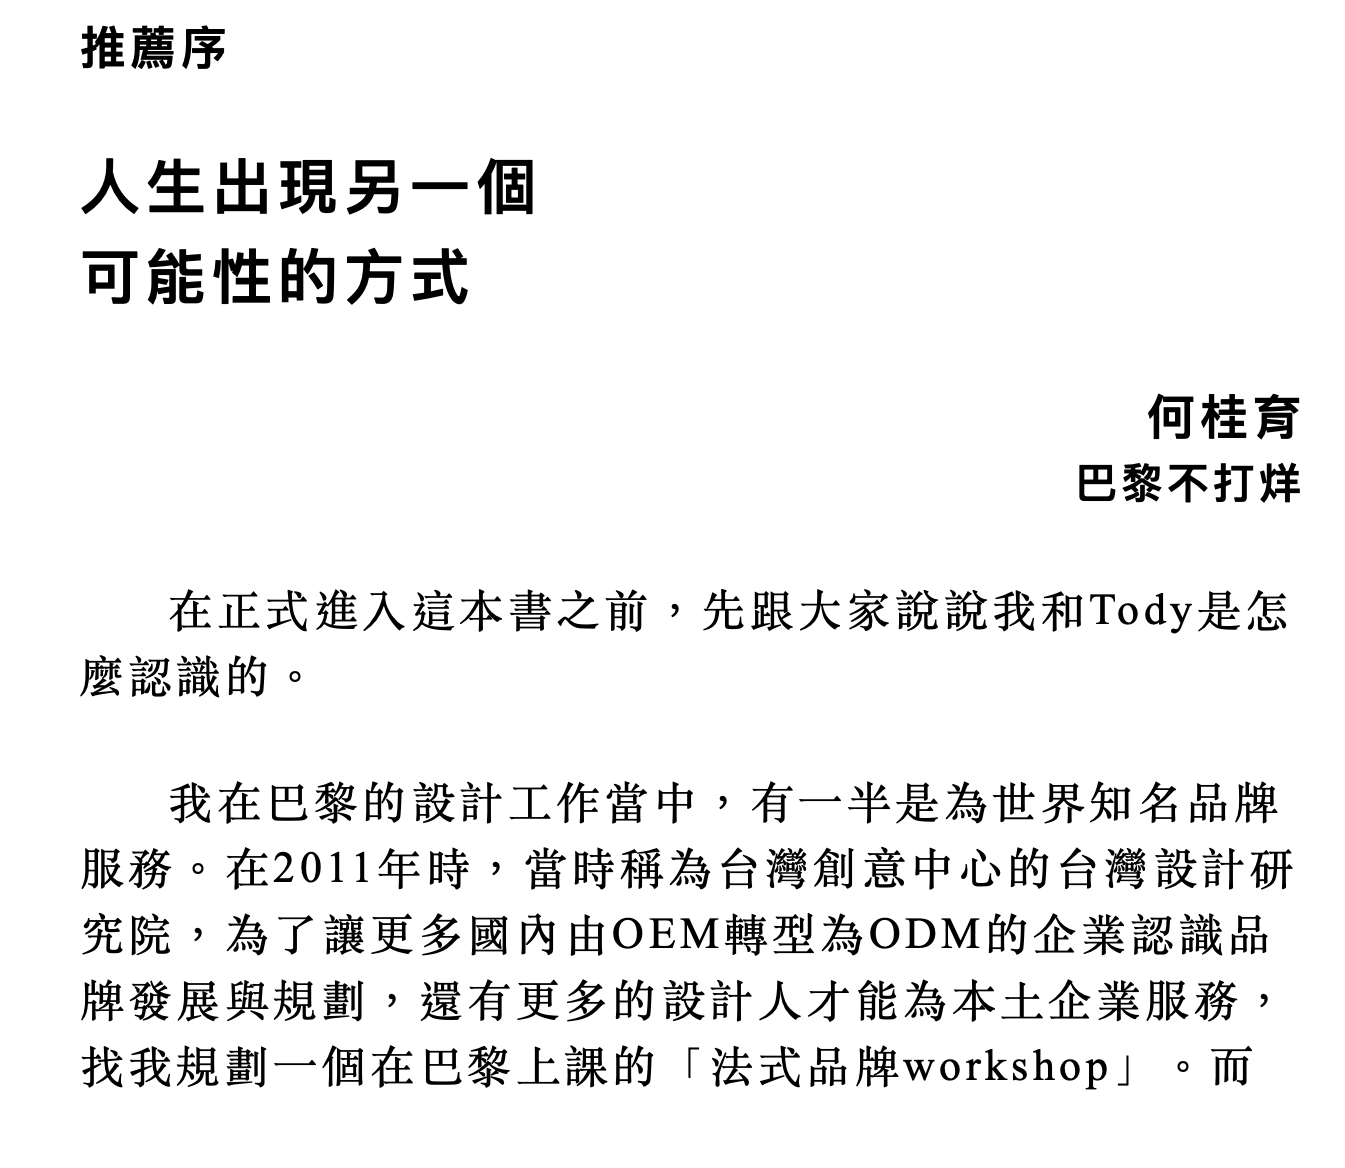 推薦序
人生出現另一個
可能性的方式
何桂育
巴黎不打烊
在正式進入這本書之前，先跟大家說說我和Tody是怎
麼認識的。
我在巴黎的設計工作當中，有一半是為世界知名品牌
服務。在2011年時，當時稱為台灣創意中心的台灣設計研
究院，為了讓更多國內由OEM轉型為ODM的企業認識品
牌發展與規劃，還有更多的設計人才能為本土企業服務，
找我規劃一個在巴黎上課的「法式品牌workshop」。而